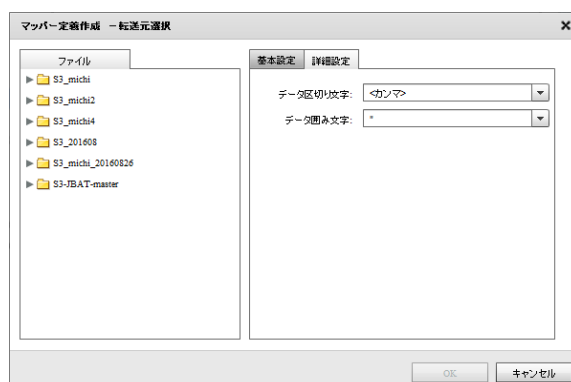 マッパー定義作成 －転送元選択
ファイル
S3_michi
S3_michi2
S3_michi4
S3_201608
S3_michi_20160826
S3-JBAT-master
基本設定 詳細設定
データ区切り文字: <カンマ>
データ囲み文字: "
OK キャンセル